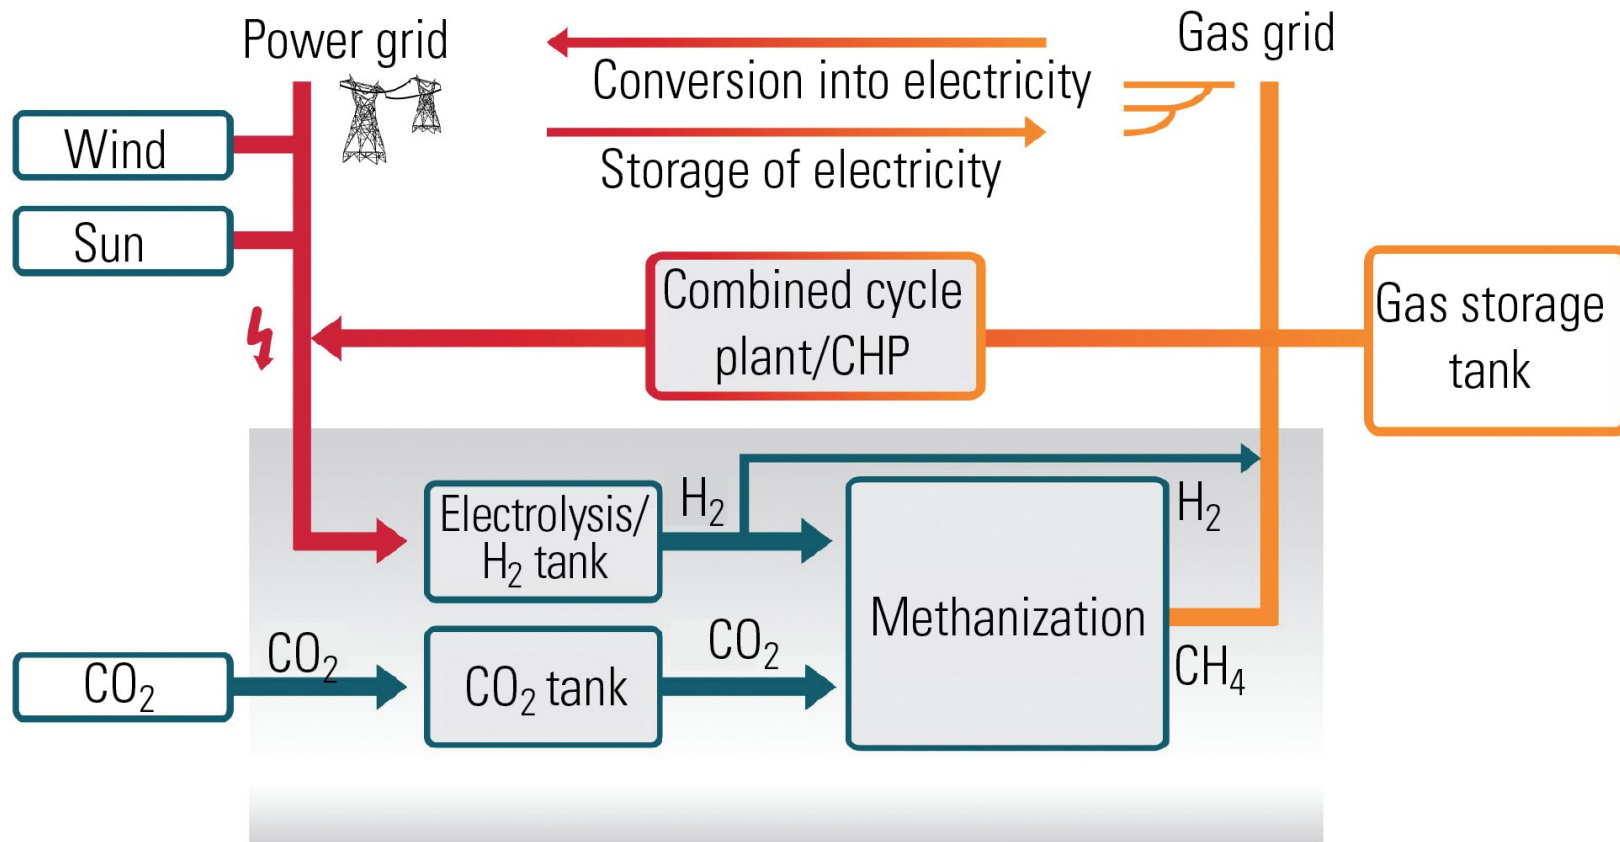 Power grid
Gas grid
Conversion into electricity
Storage of electricity
Wind
Sun
Combined cycle
plant/CHP
Gas storage
tank
Electrolysis/
H₂ tank
H₂
H₂
Methanization
CO₂
CO₂
CO₂ tank
CO₂
CH₄